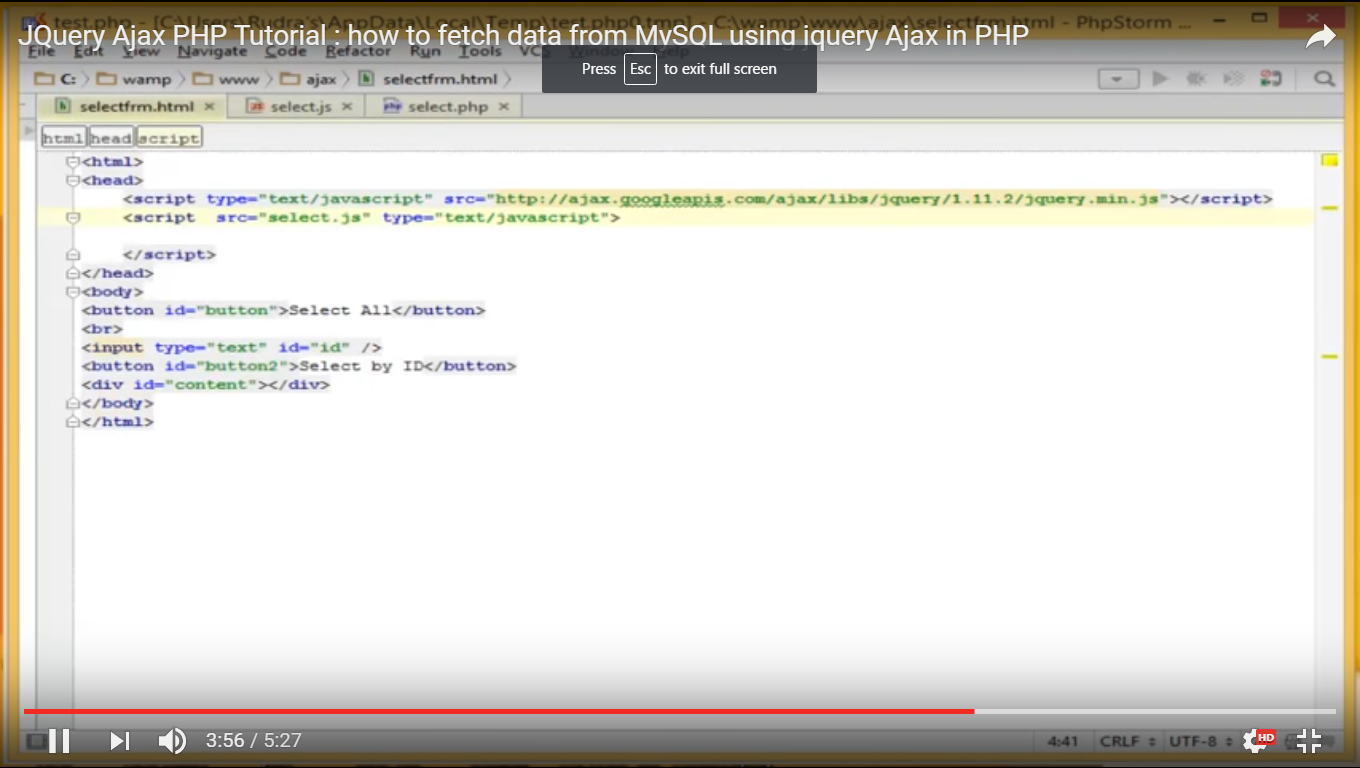 test.php - [C:\Users\Rudra's\AppData\Local\Temp\test.php0.tmp] - C:\wamp\www\ajax\selectfrm.html - PhpStorm ...
JQuery Ajax PHP Tutorial : how to fetch data from MySQL using jquery Ajax in PHP
File Edit View Navigate Code Refactor Run Tools VCS Window Help
Press Esc to exit full screen
C: wamp www ajax selectfrm.html
selectfrm.html select.js select.php
html head script
<html>
<head>
<script type="text/javascript" src="http://ajax.googleapis.com/ajax/libs/jquery/1.11.2/jquery.min.js"></script>
<script  src="select.js" type="text/javascript">
</script>
</head>
<body>
<button id="button">Select All</button>
<br>
<input type="text" id="id" />
<button id="button2">Select by ID</button>
<div id="content"></div>
</body>
</html>
3:56 / 5:27
4:41 CRLF UTF-8 HD